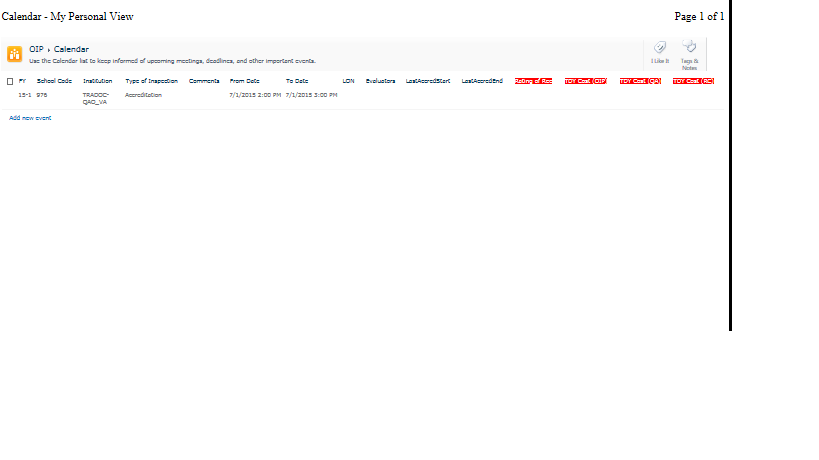 Calendar - My Personal View Page 1 of 1
OIP › Calendar
Use the Calendar list to keep informed of upcoming meetings, deadlines, and other important events.
I Like It Tags & Notes
FY School Code Institution Type of Inspection Comments From Date To Date LON Evaluators LastAccredStart LastAccredEnd Rating of Acc TDY Cost (OIP) TDY Cost (QA) TDY Cost (RC)
15-1 976 TRADOC- Accreditation 7/1/2015 2:00 PM 7/1/2015 3:00 PM
QAO_VA
Add new event